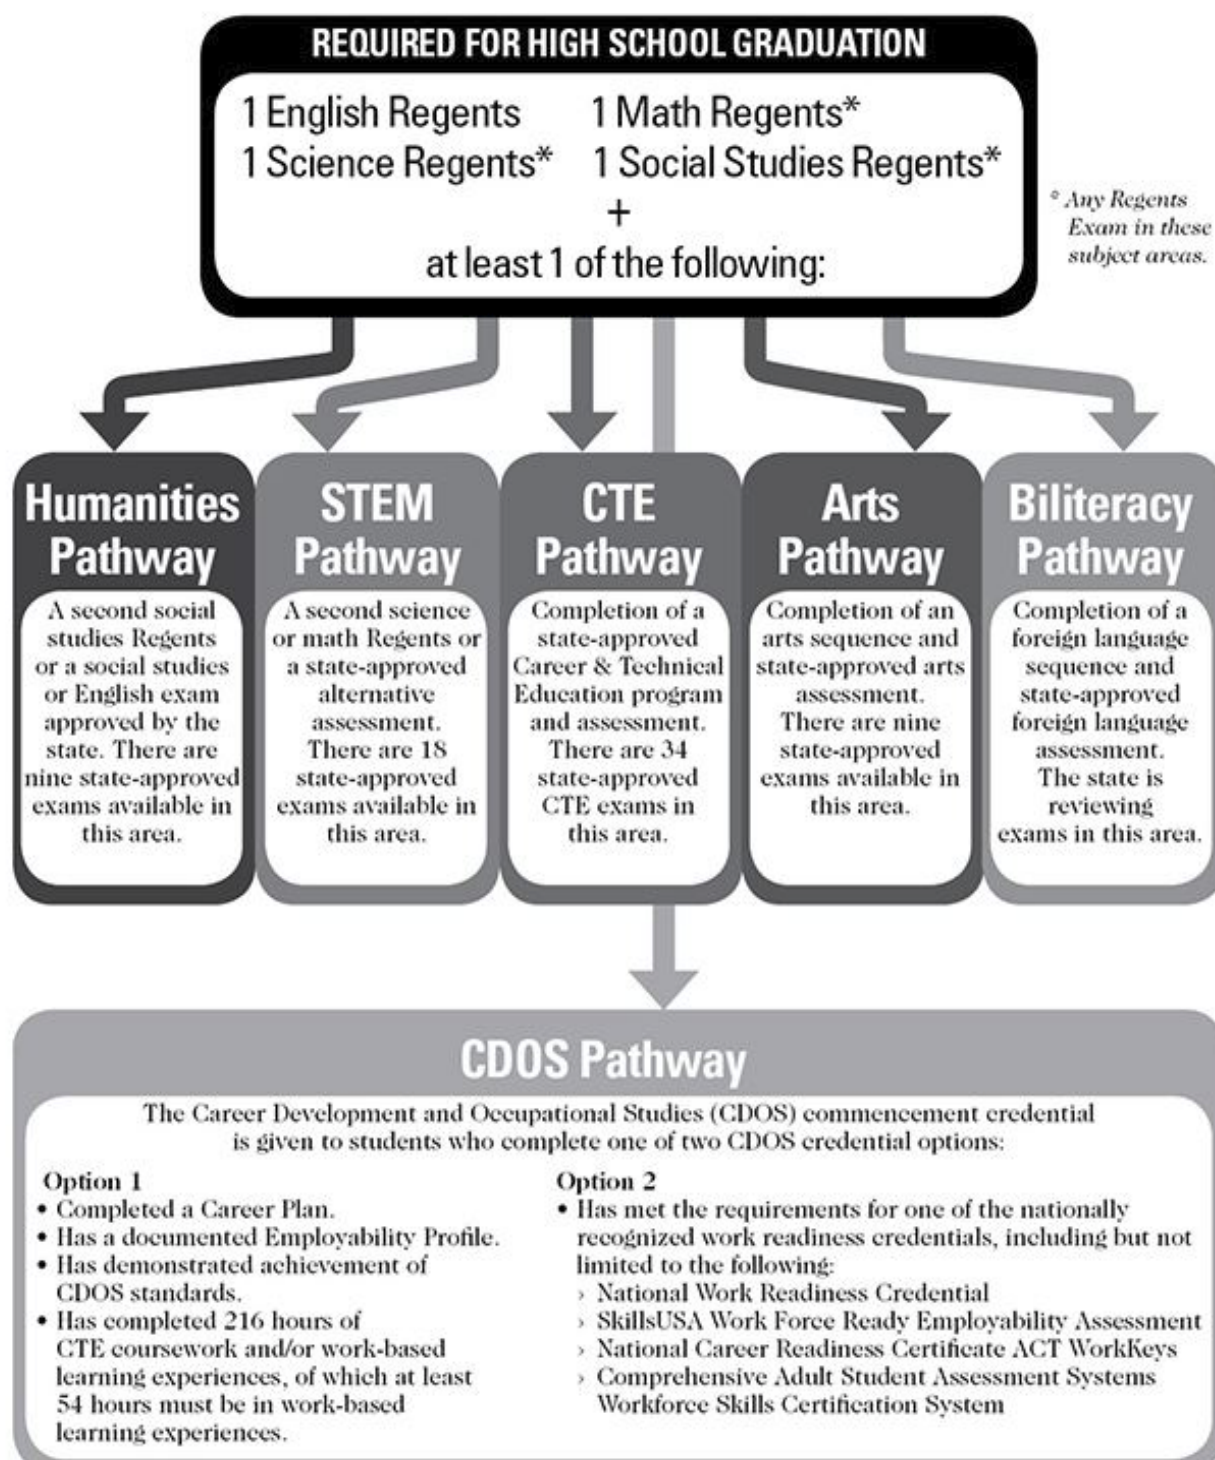 REQUIRED FOR HIGH SCHOOL GRADUATION
1 English Regents 1 Math Regents*
1 Science Regents* 1 Social Studies Regents*
+
at least 1 of the following:
* Any Regents
Exam in these
subject areas.
Humanities
Pathway
A second social
studies Regents
or a social studies
or English exam
approved by the
state. There are
nine state-approved
exams available in
this area.
STEM
Pathway
A second science
or math Regents or
a state-approved
alternative
assessment.
There are 18
state-approved
exams available in
this area.
CTE
Pathway
Completion of a
state-approved
Career & Technical
Education program
and assessment.
There are 34
state-approved
CTE exams in
this area.
Arts
Pathway
Completion of an
arts sequence and
state-approved arts
assessment.
There are nine
state-approved
exams available in
this area.
Biliteracy
Pathway
Completion of a
foreign language
sequence and
state-approved
foreign language
assessment.
The state is
reviewing
exams in this area.
CDOS Pathway
The Career Development and Occupational Studies (CDOS) commencement credential
is given to students who complete one of two CDOS credential options:
Option 1
• Completed a Career Plan.
• Has a documented Employability Profile.
• Has demonstrated achievement of
CDOS standards.
• Has completed 216 hours of
CTE coursework and/or work-based
learning experiences, of which at least
54 hours must be in work-based
learning experiences.
Option 2
• Has met the requirements for one of the nationally
recognized work readiness credentials, including but not
limited to the following:
› National Work Readiness Credential
› SkillsUSA Work Force Ready Employability Assessment
› National Career Readiness Certificate ACT WorkKeys
› Comprehensive Adult Student Assessment Systems
Workforce Skills Certification System